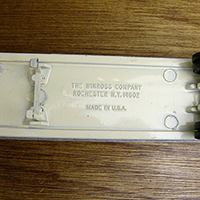 THE WINROSS COMPANY
ROCHESTER N.Y. 14602
MADE IN U.S.A.